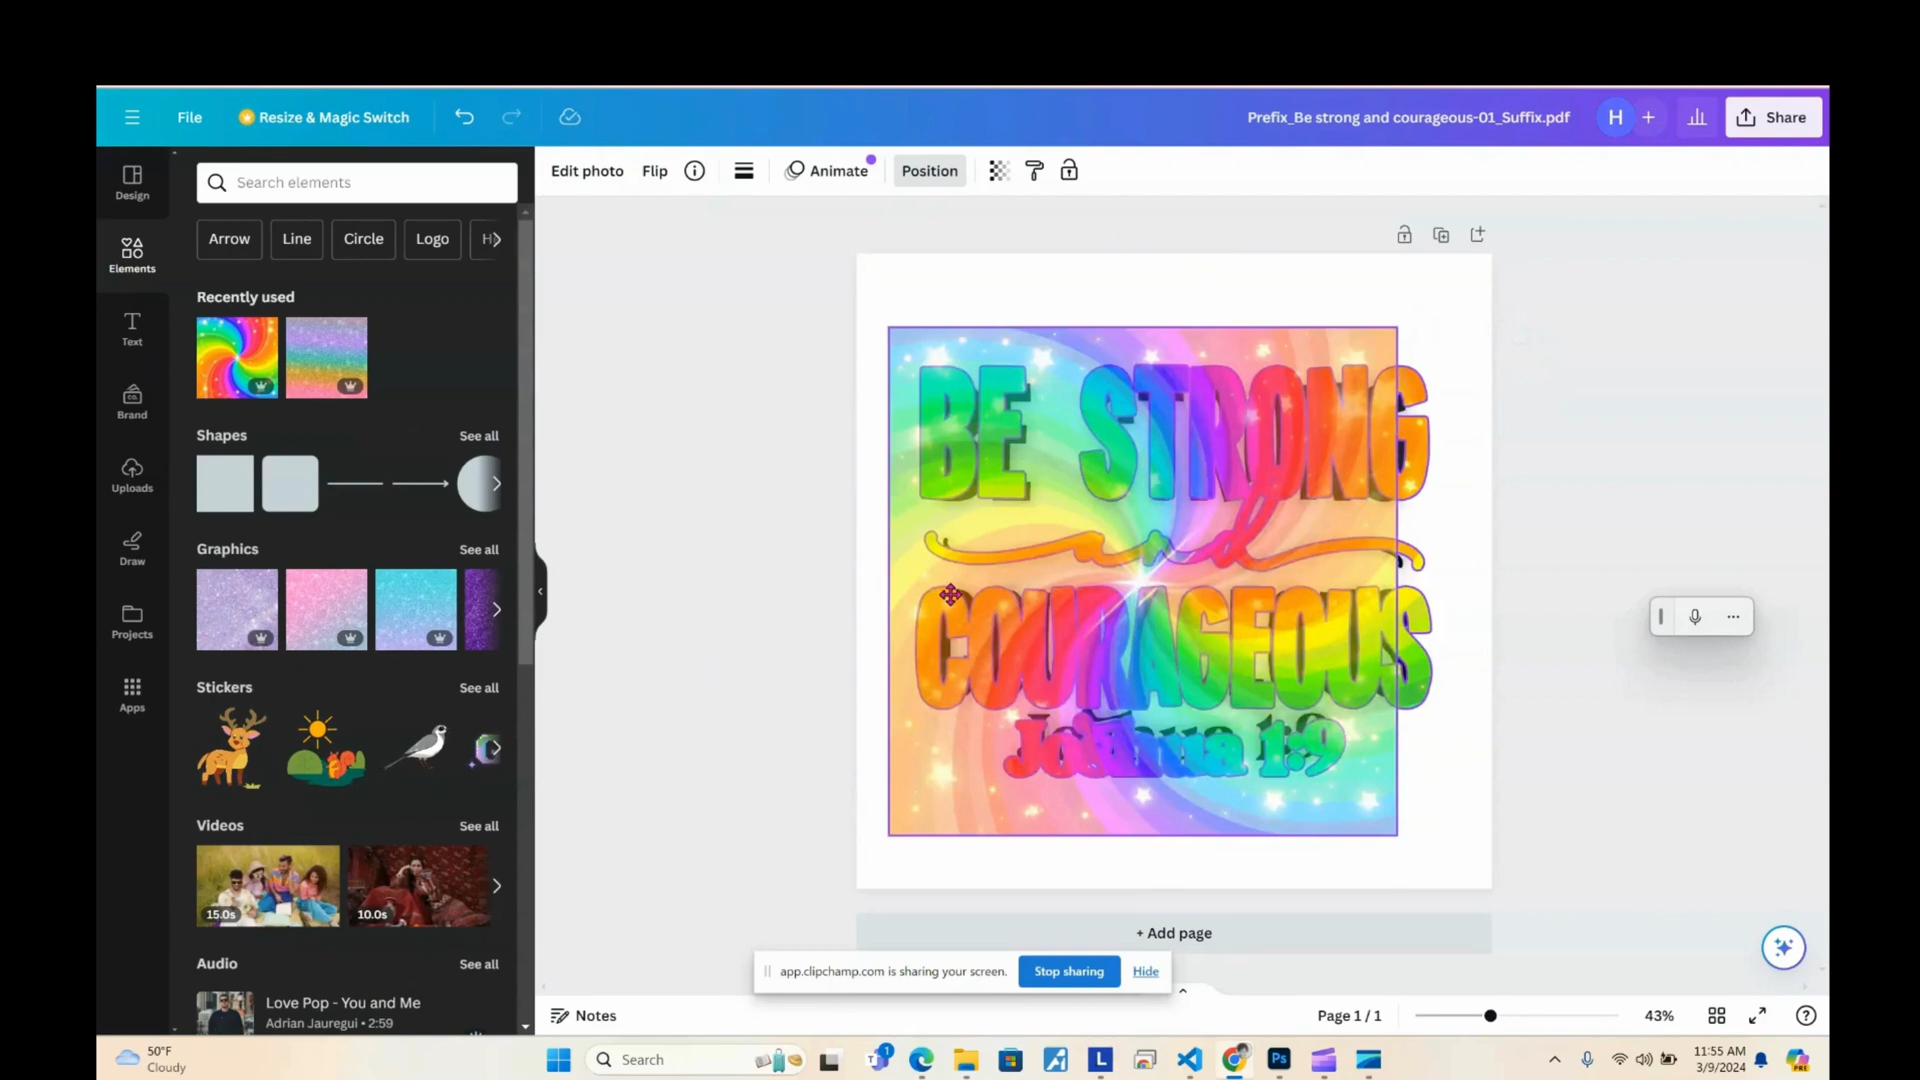 File
Resize & Magic Switch
Prefix_Be strong and courageous-01_Suffix.pdf
H
Share
Design
Elements
Text
Brand
Uploads
Draw
Projects
Apps
Search elements
Arrow
Line
Circle
Logo
Recently used
Shapes
See all
Graphics
See all
Stickers
See all
Videos
See all
15.0s
10.0s
Audio
See all
Love Pop - You and Me
Adrian Jauregui • 2:59
Edit photo
Flip
Animate
Position
BE STRONG
and
COURAGEOUS
Joshua 1:9
+ Add page
app.clipchamp.com is sharing your screen.
Stop sharing
Hide
Notes
Page 1 / 1
43%
50°F
Cloudy
Search
1
L
Ps
11:55 AM
3/9/2024
PRE